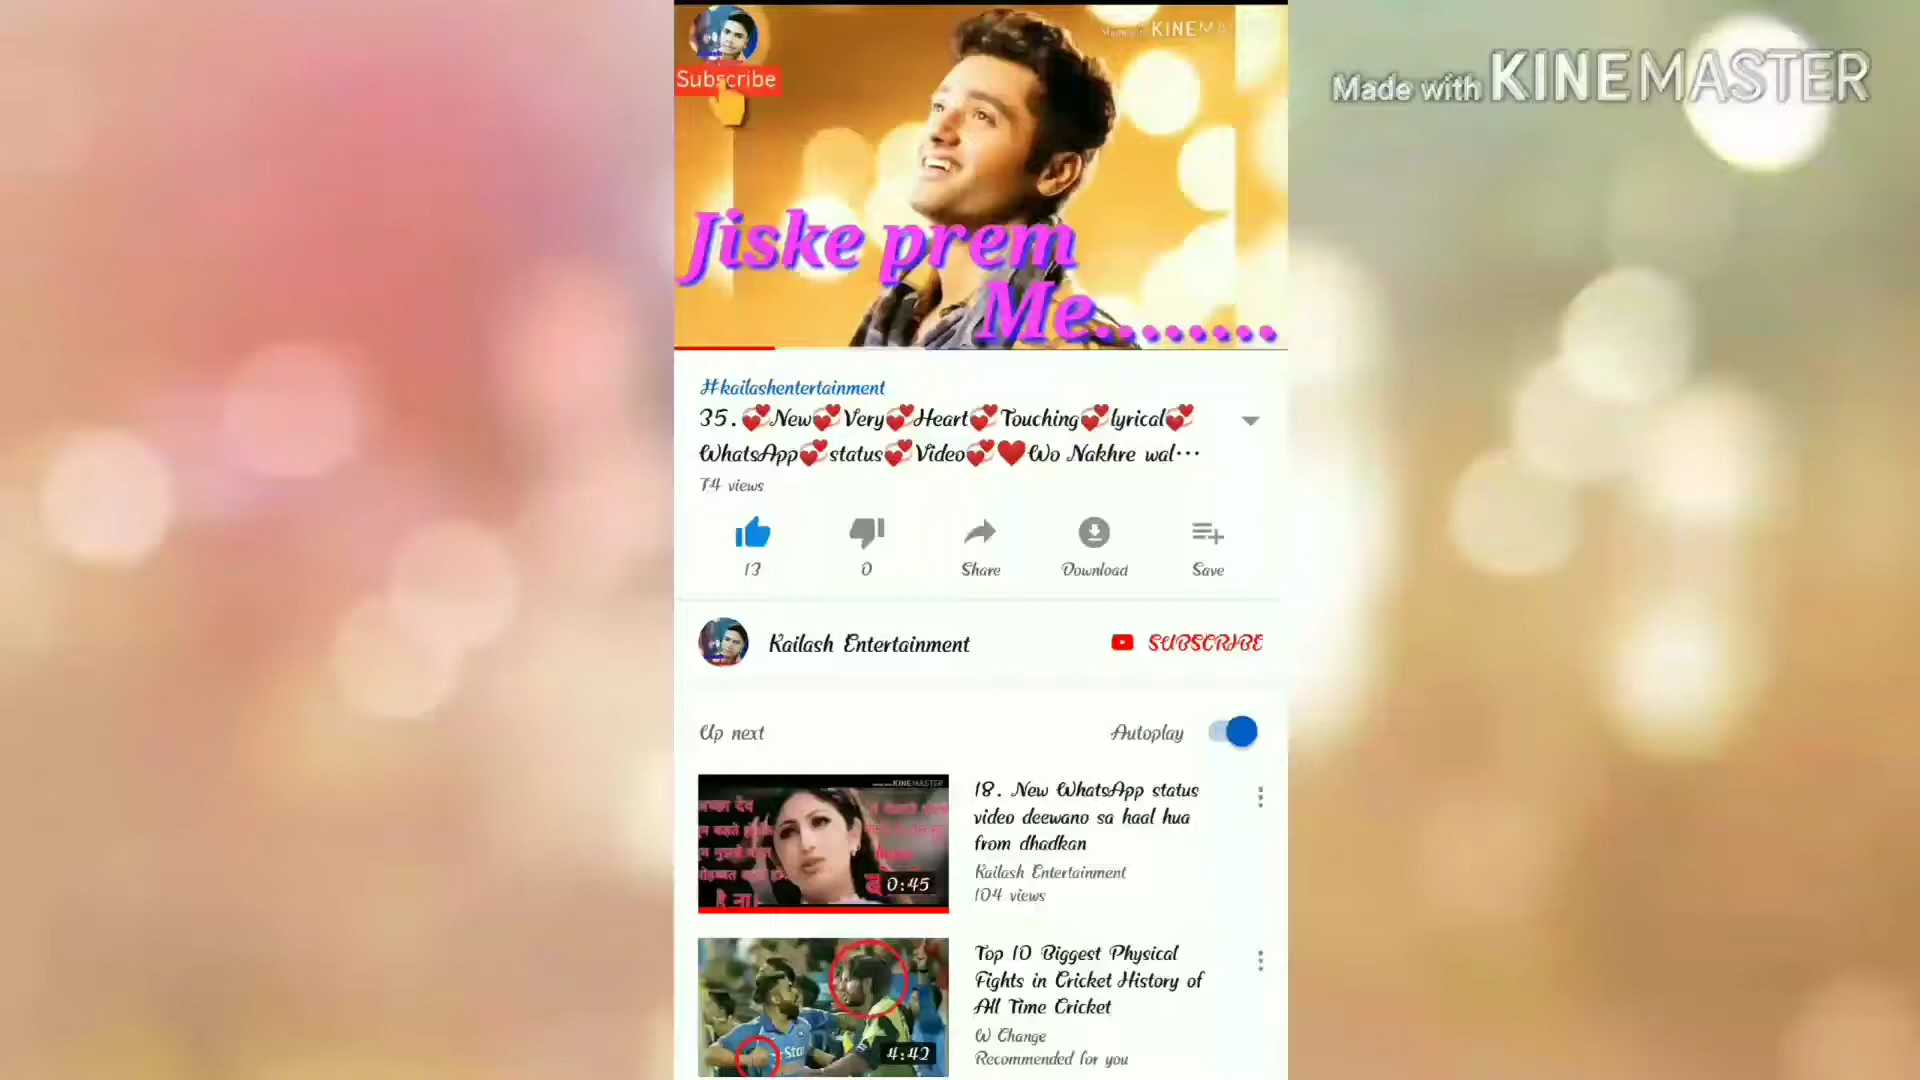 Made with KINEMASTER
Subscribe
Jiske prem
Me........
#kailashentertainment
35.💞New💞Very💞Heart💞Touching💞lyrical💞
WhatsApp💞status💞Video💞❤️Wo Nakhre wal...
74 views
13
0
Share
Download
Save
Kailash Entertainment
SUBSCRIBE
Up next
Autoplay
KINEMASTER
है ना।
0:45
18. New WhatsApp status
video deewano sa haal hua
from dhadkan
Kailash Entertainment
104 views
Star
4:42
Top 10 Biggest Physical
Fights in Cricket History of
All Time Cricket
W Change
Recommended for you